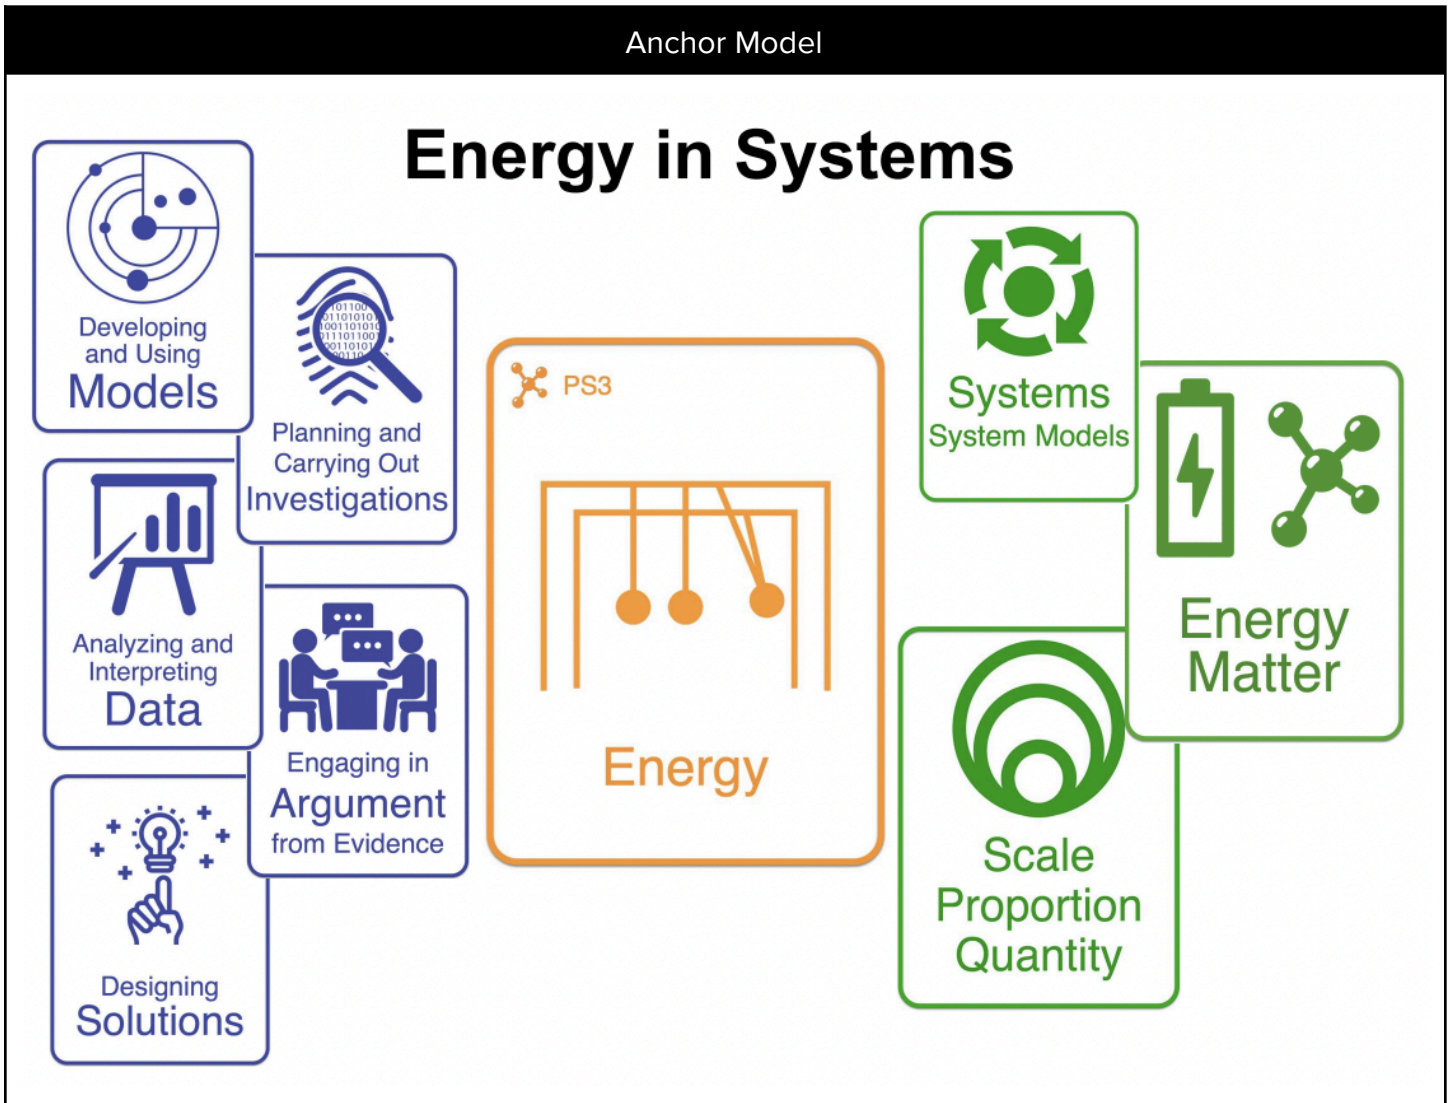 Anchor Model
Energy in Systems
Developing
and Using
Models
Planning and
Carrying Out
Investigations
Analyzing and
Interpreting
Data
Engaging in
Argument
from Evidence
Designing
Solutions
PS3
Energy
Systems
System Models
Energy
Matter
Scale
Proportion
Quantity